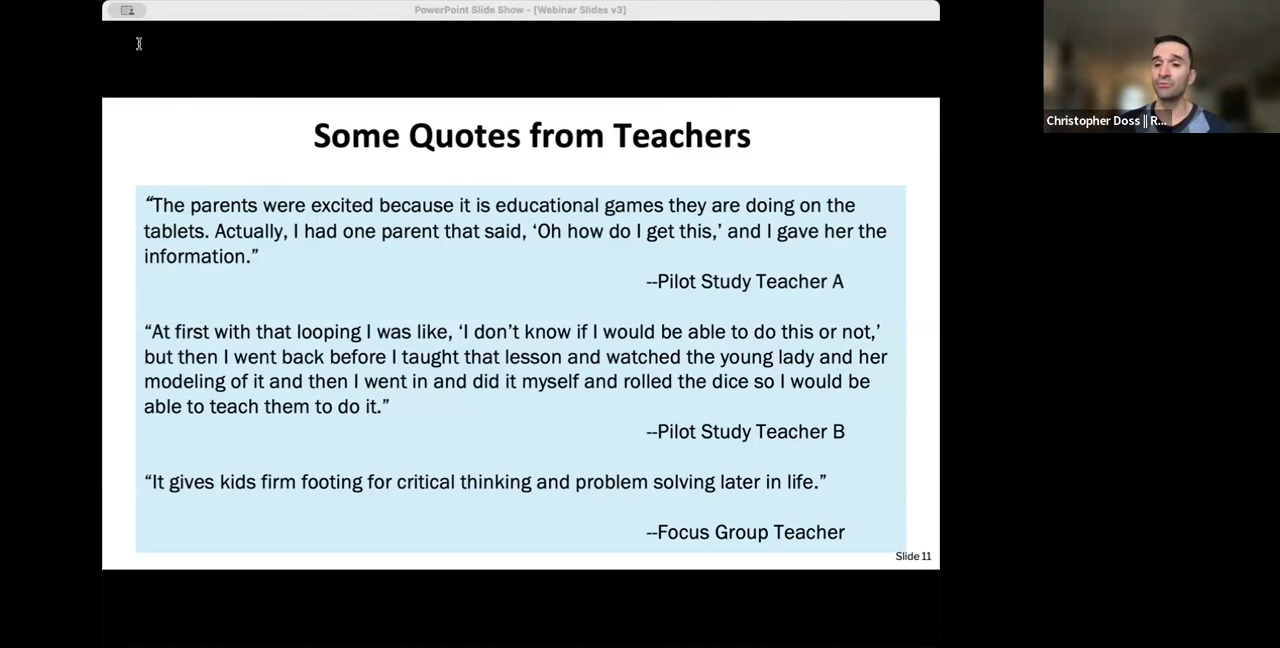 PowerPoint Slide Show - [Webinar Slides v3]
Some Quotes from Teachers
“The parents were excited because it is educational games they are doing on the
tablets. Actually, I had one parent that said, ‘Oh how do I get this,’ and I gave her the
information.”
--Pilot Study Teacher A
“At first with that looping I was like, ‘I don’t know if I would be able to do this or not,’
but then I went back before I taught that lesson and watched the young lady and her
modeling of it and then I went in and did it myself and rolled the dice so I would be
able to teach them to do it.”
--Pilot Study Teacher B
“It gives kids firm footing for critical thinking and problem solving later in life.”
--Focus Group Teacher
Slide 11
Christopher Doss || R...